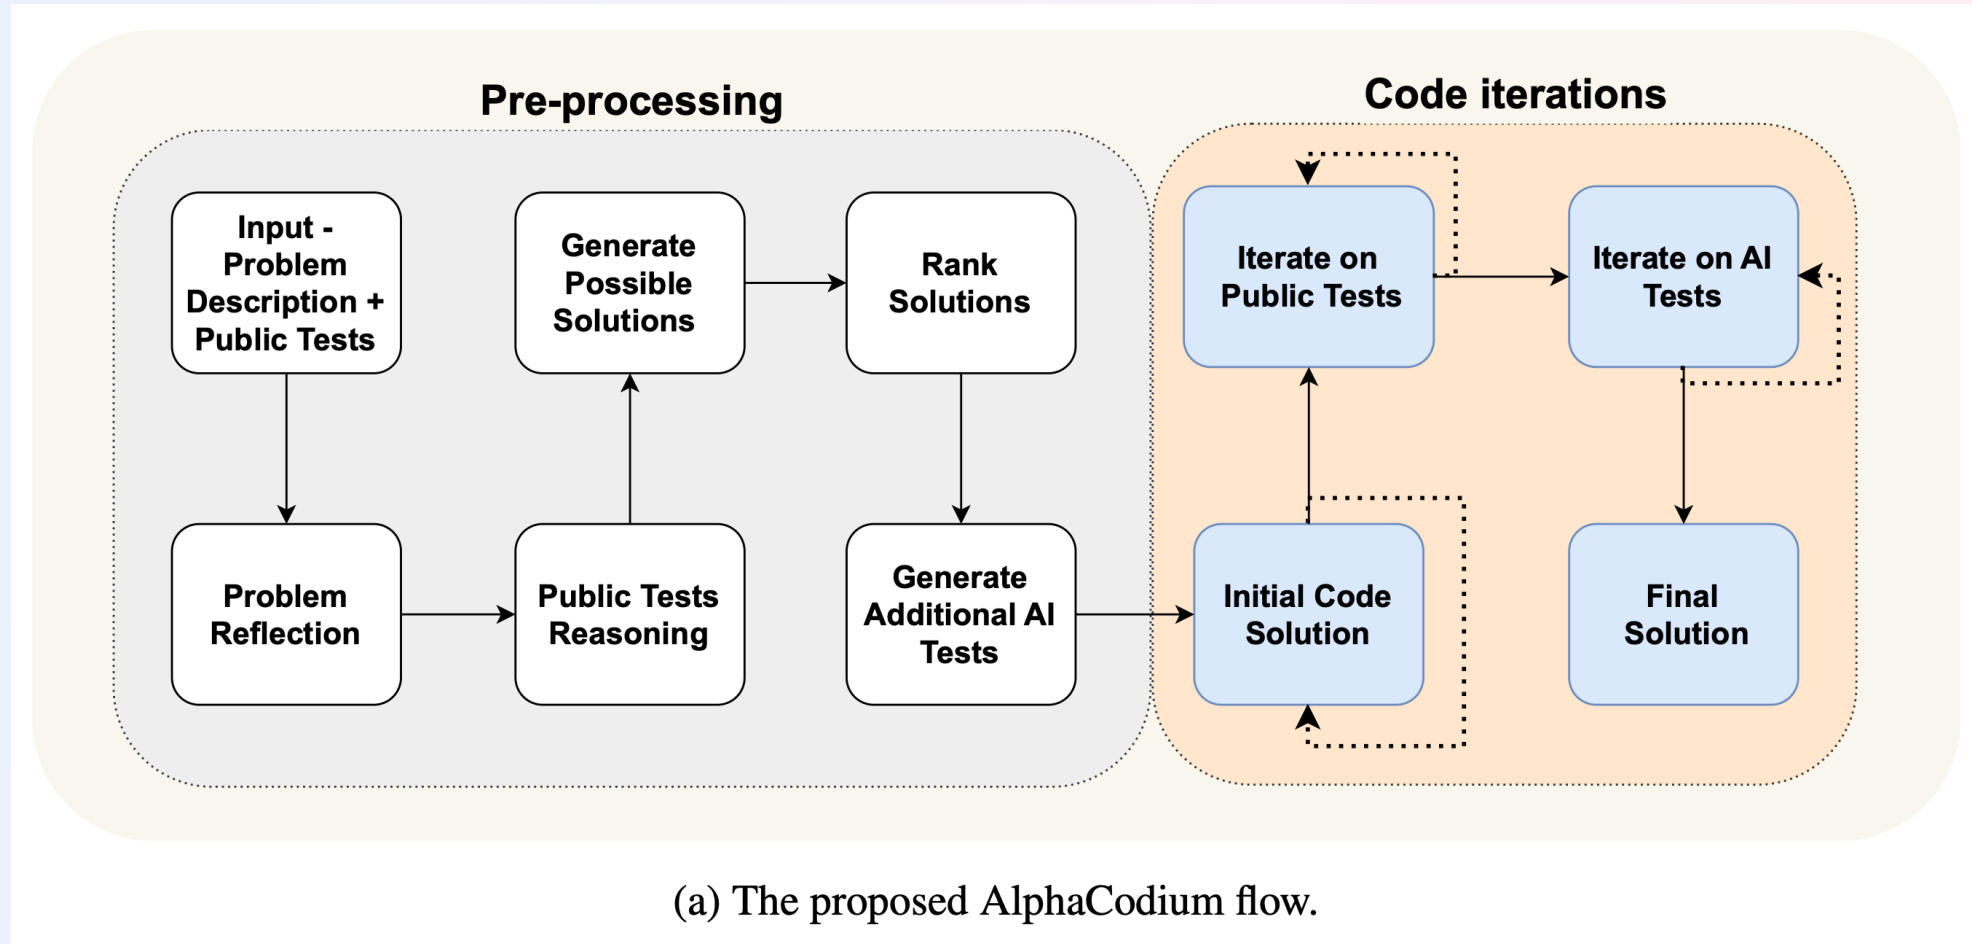 Pre-processing
Input -
Problem
Description +
Public Tests
Problem
Reflection
Public Tests
Reasoning
Generate
Possible
Solutions
Rank
Solutions
Generate
Additional AI
Tests
Code iterations
Initial Code
Solution
Iterate on
Public Tests
Iterate on AI
Tests
Final
Solution
(a) The proposed AlphaCodium flow.